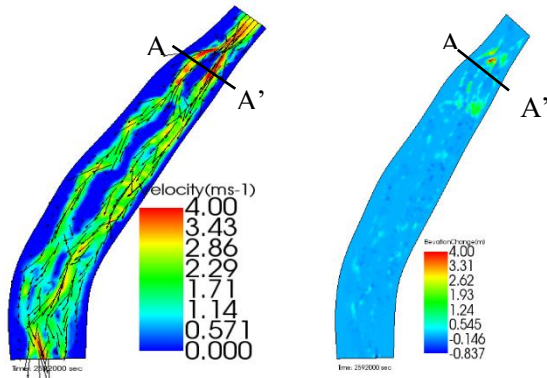 A
A'
Velocity(ms-1)
4.00
3.43
2.86
2.29
1.71
1.14
0.571
0.000
Time: 2592000 sec
A
A'
ElevationChange(m)
4.00
3.31
2.62
1.93
1.24
0.545
-0.146
-0.837
Time: 2592000 sec